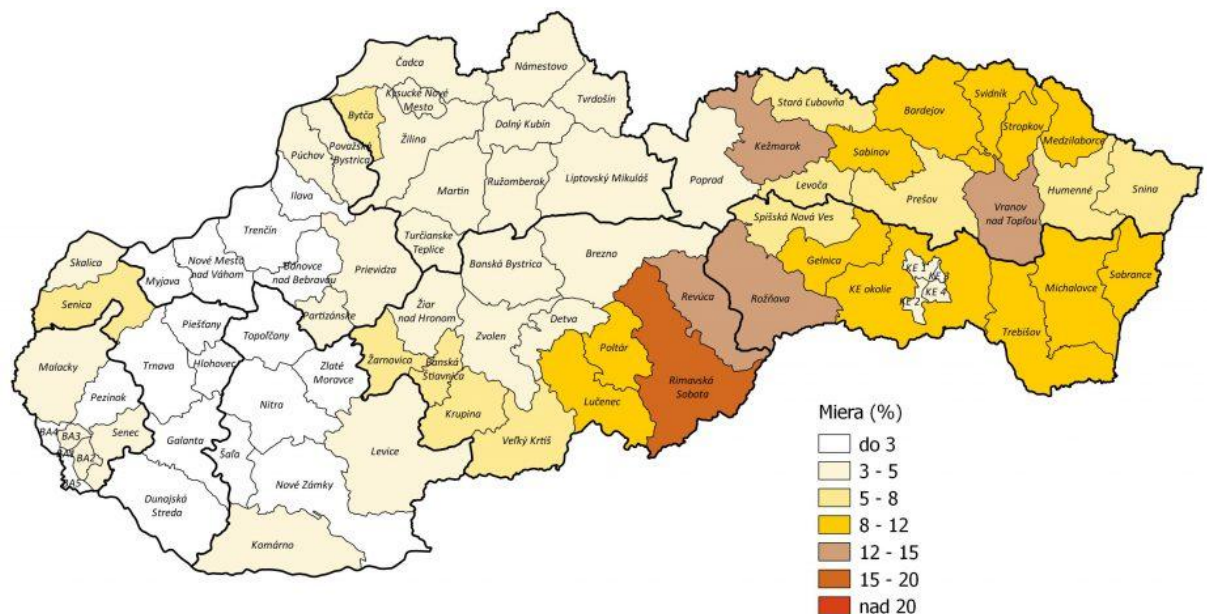 Čadca
Námestovo
Kysucké Nové
Mesto
Tvrdošín
Bytča
Dolný Kubín
Žilina
Považská
Bystrica
Púchov
Martin
Ružomberok
Liptovský Mikuláš
Ilava
Trenčín
Turčianske
Teplice
Prievidza
Nové Mesto
nad Váhom
Bánovce
nad Bebravou
Myjava
Skalica
Senica
Partizánske
Banská Bystrica
Brezno
Žiar
nad Hronom
Detva
Zvolen
Piešťany
Topoľčany
Malacky
Trnava
Hlohovec
Zlaté
Moravce
Pezinok
Nitra
Žarnovica
Banská
Štiavnica
Krupina
Veľký Krtíš
Poltár
Lučenec
Revúca
Rimavská
Sobota
Rožňava
BA4
BA3
Senec
BA2
BA5
Galanta
Šaľa
Levice
Dunajská
Streda
Nové Zámky
Komárno
Stará Ľubovňa
Kežmarok
Poprad
Levoča
Sabinov
Bardejov
Svidník
Stropkov
Medzilaborce
Prešov
Vranov
nad Topľou
Humenné
Snina
Spišská Nová Ves
Gelnica
KE okolie
KE 1
KE 3
KE 4
KE 2
Trebišov
Michalovce
Sobrance
Miera (%)
do 3
3 - 5
5 - 8
8 - 12
12 - 15
15 - 20
nad 20